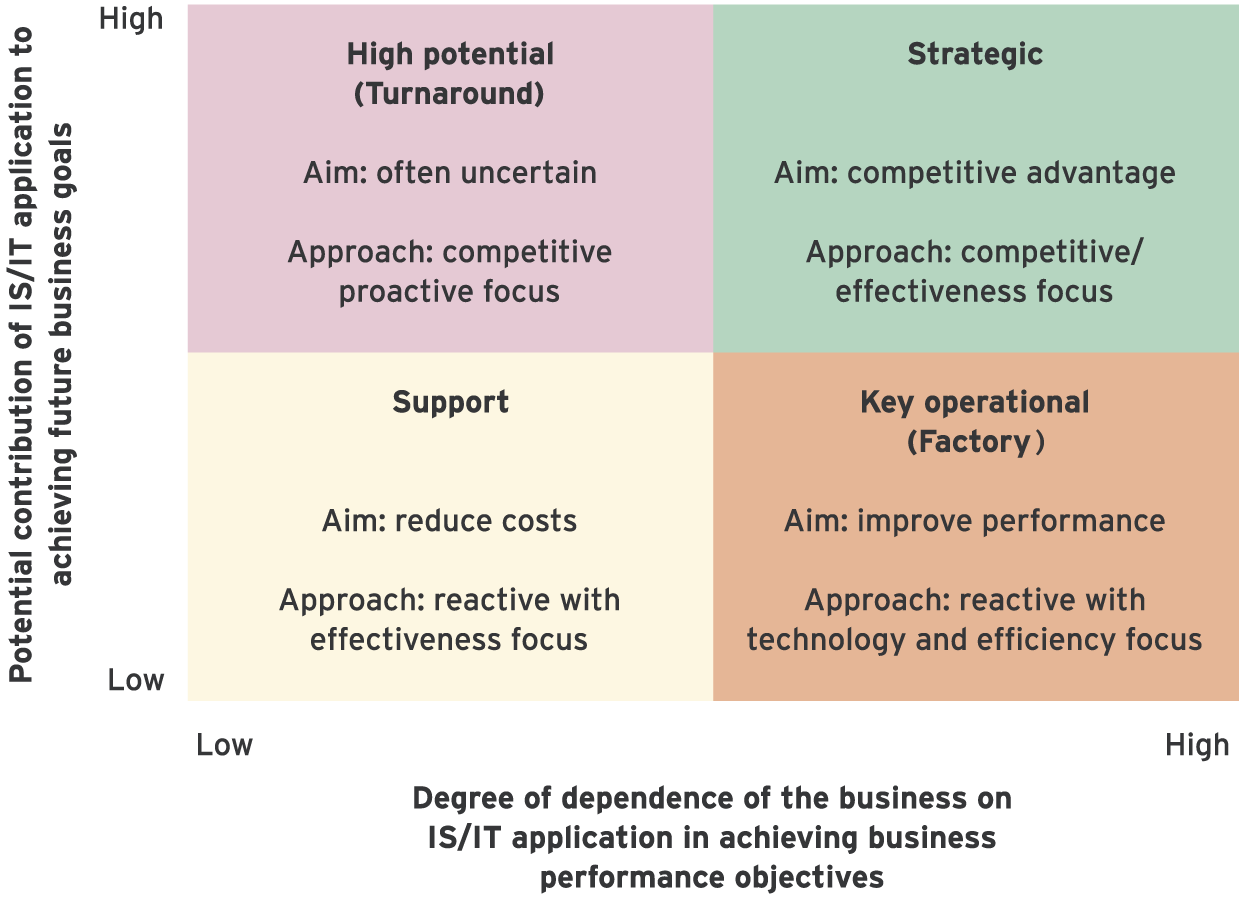 High
Potential contribution of IS/IT application to
achieving future business goals
High potential
(Turnaround)
Aim: often uncertain
Approach: competitive
proactive focus
Strategic
Aim: competitive advantage
Approach: competitive/
effectiveness focus
Support
Aim: reduce costs
Approach: reactive with
effectiveness focus
Key operational
(Factory)
Aim: improve performance
Approach: reactive with
technology and efficiency focus
Low
Low
High
Degree of dependence of the business on
IS/IT application in achieving business
performance objectives